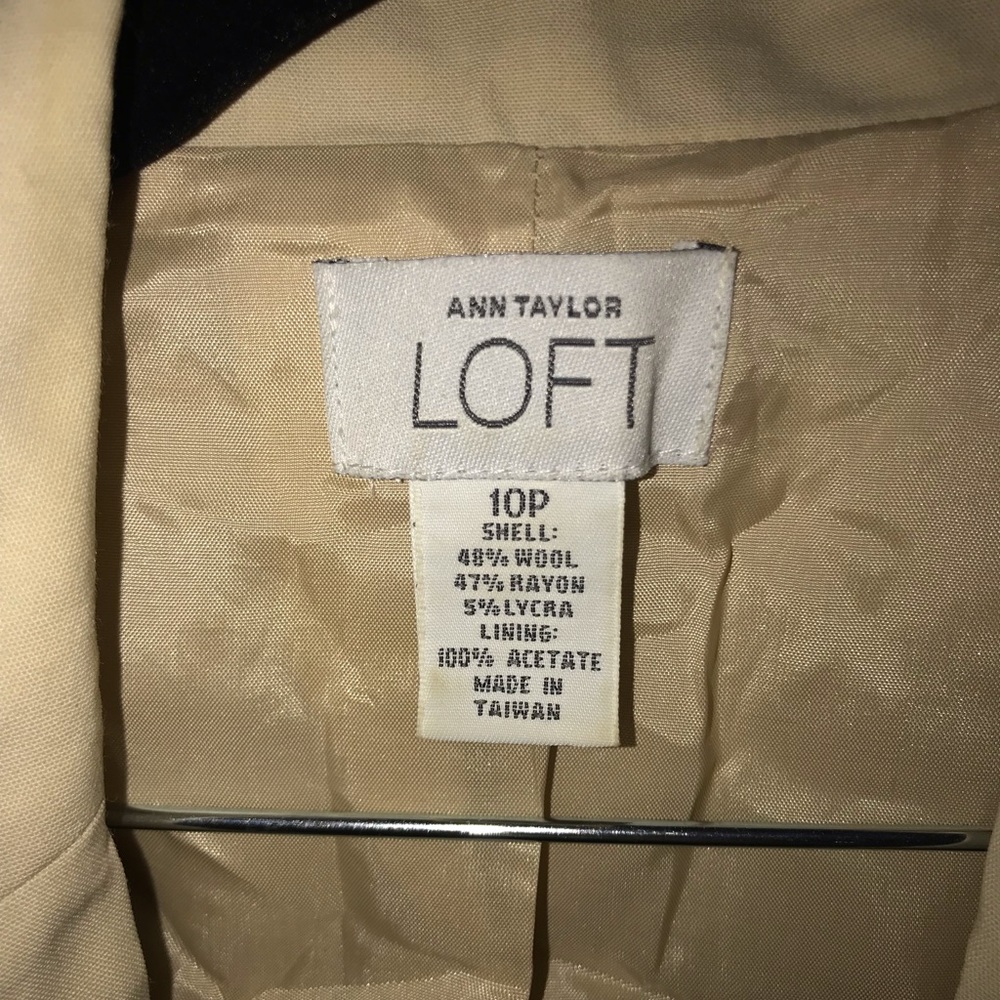 ANN TAYLOR
LOFT
10P
SHELL:
48% WOOL
47% RAYON
5% LYCRA
LINING:
100% ACETATE
MADE IN
TAIWAN